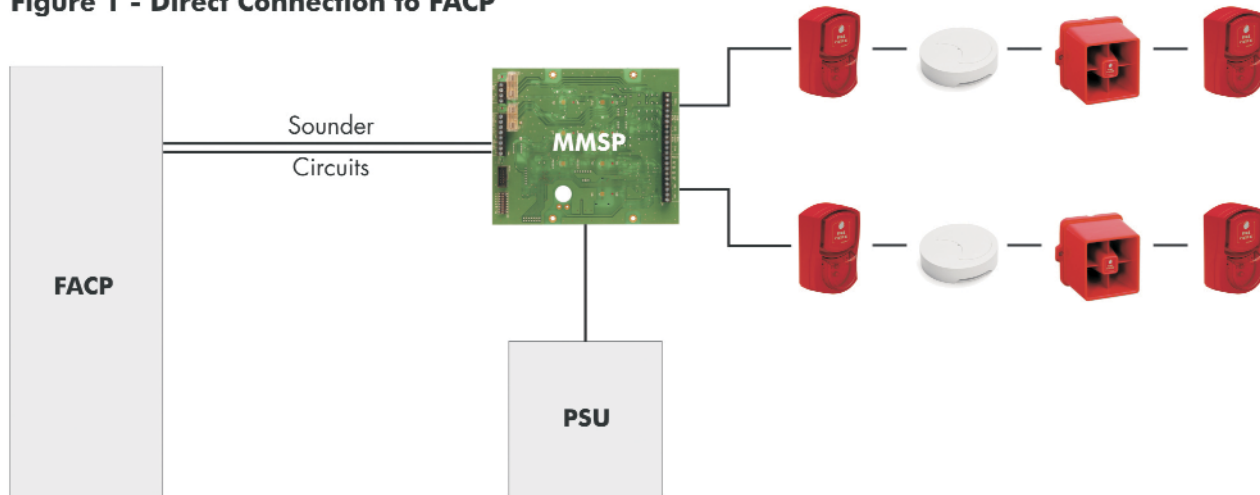 Figure 1 - Direct Connection to FACP
Sounder
Circuits
MMSP
FACP
PSU